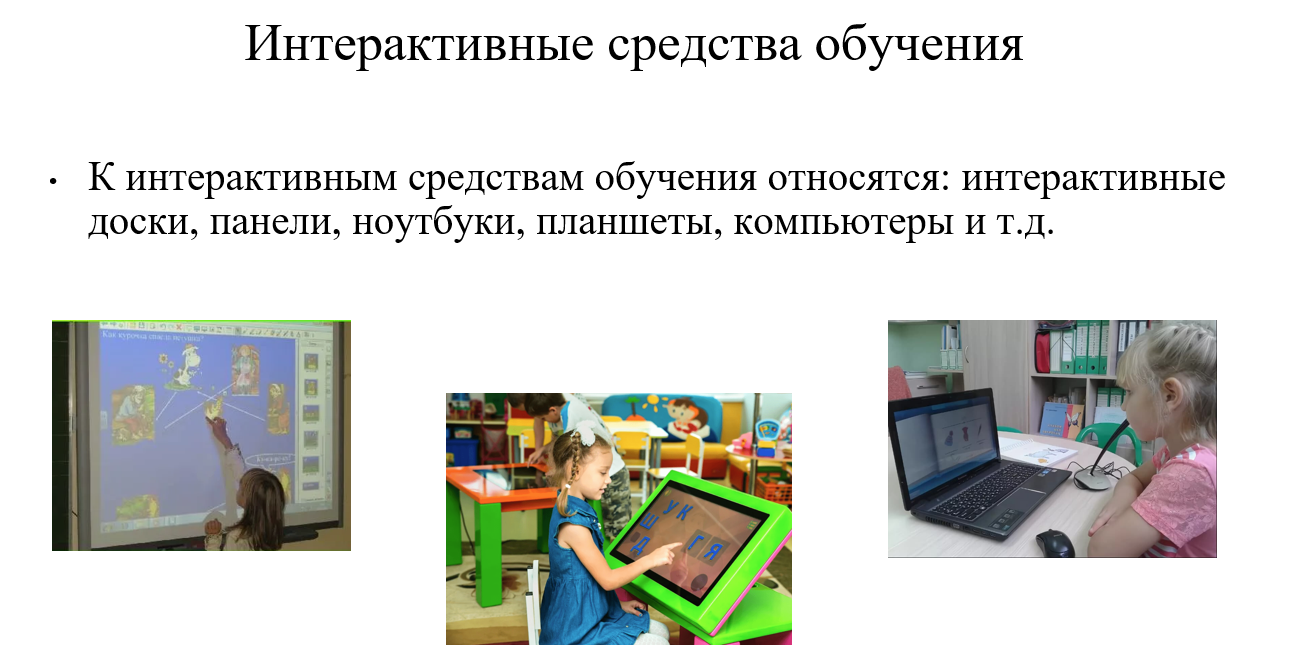 Интерактивные средства обучения
• К интерактивным средствам обучения относятся: интерактивные
доски, панели, ноутбуки, планшеты, компьютеры и т.д.
У К
Ш
Д
Г Я